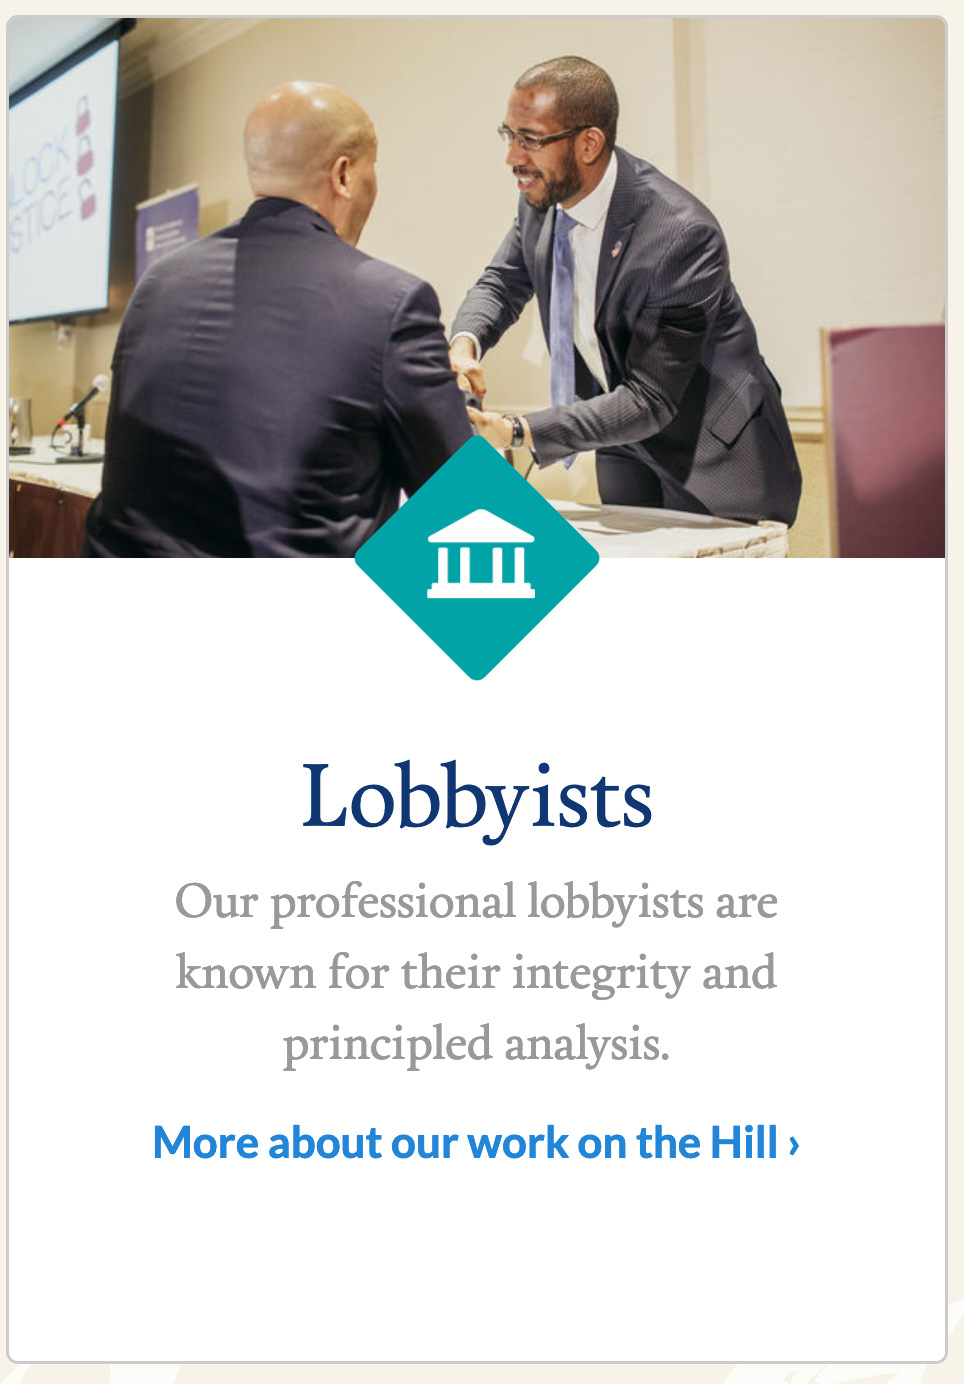 LOCK
STICE
Lobbyists
Our professional lobbyists are
known for their integrity and
principled analysis.
More about our work on the Hill ›